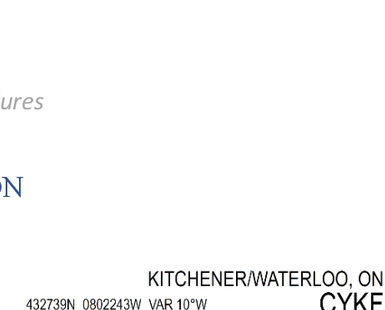 ures
ON
KITCHENER/WATERLOO, ON
432739N 0802243W VAR 10°W
CYKF